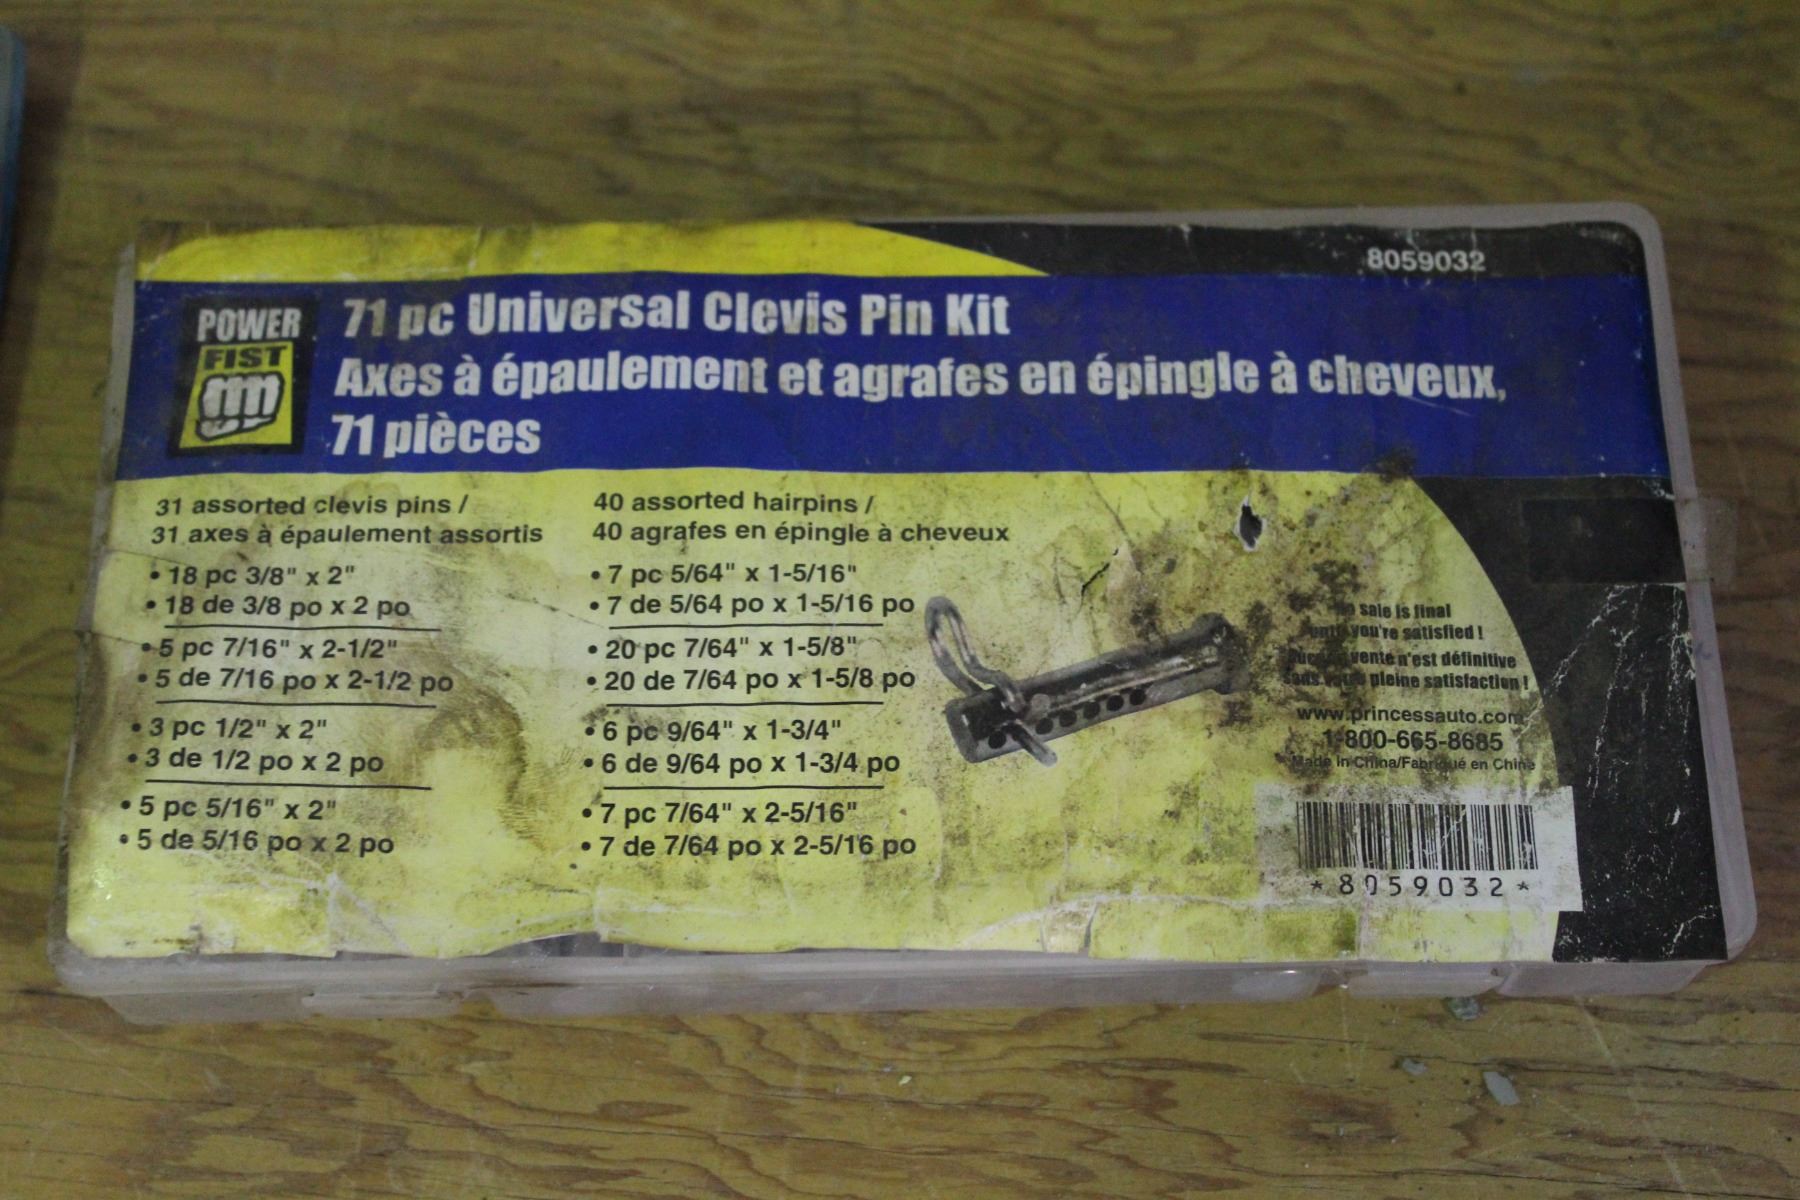 8059032
POWER
FIST
71 pc Universal Clevis Pin Kit
Axes à épaulement et agrafes en épingle à cheveux,
71 pièces
31 assorted clevis pins /
31 axes à épaulement assortis
• 18 pc 3/8" x 2"
• 18 de 3/8 po x 2 po
• 5 pc 7/16" x 2-1/2"
• 5 de 7/16 po x 2-1/2 po
• 3 pc 1/2" x 2"
• 3 de 1/2 po x 2 po
• 5 pc 5/16" x 2"
• 5 de 5/16 po x 2 po
40 assorted hairpins /
40 agrafes en épingle à cheveux
• 7 pc 5/64" x 1-5/16"
• 7 de 5/64 po x 1-5/16 po
• 20 pc 7/64" x 1-5/8"
• 20 de 7/64 po x 1-5/8 po
• 6 pc 9/64" x 1-3/4"
• 6 de 9/64 po x 1-3/4 po
• 7 pc 7/64" x 2-5/16"
• 7 de 7/64 po x 2-5/16 po
No sale is final
until you're satisfied !
Aucune vente n'est définitive
sans votre pleine satisfaction !
www.princessauto.com
1-800-665-8685
Made in China/Fabriqué en Chine
*8059032*